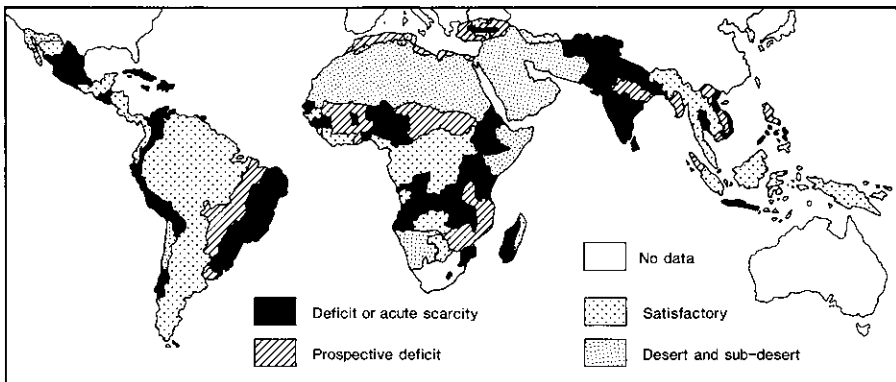 No data
Deficit or acute scarcity
Satisfactory
Prospective deficit
Desert and sub-desert